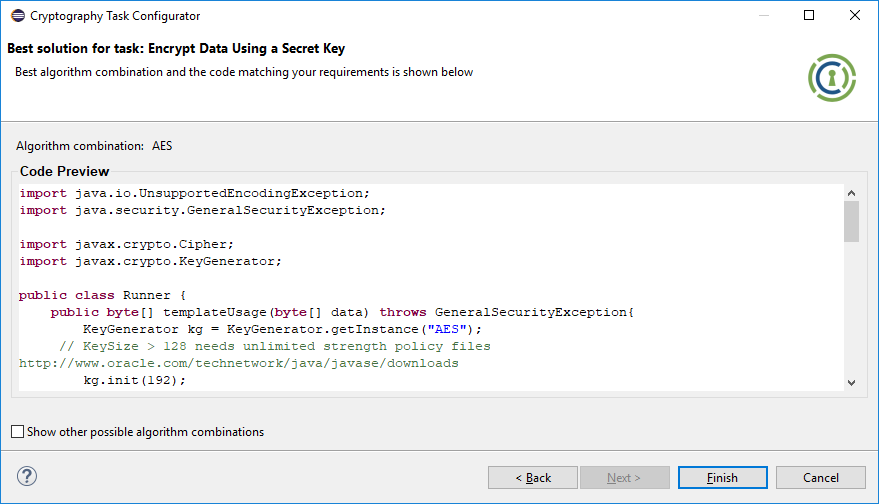 Cryptography Task Configurator
Best solution for task: Encrypt Data Using a Secret Key
Best algorithm combination and the code matching your requirements is shown below
Algorithm combination: AES
Code Preview
import java.io.UnsupportedEncodingException;
import java.security.GeneralSecurityException;
import javax.crypto.Cipher;
import javax.crypto.KeyGenerator;
public class Runner {
public byte[] templateUsage(byte[] data) throws GeneralSecurityException{
KeyGenerator kg = KeyGenerator.getInstance("AES");
// KeySize > 128 needs unlimited strength policy files
http://www.oracle.com/technetwork/java/javase/downloads
kg.init(192);
Show other possible algorithm combinations
?
< Back
Next >
Finish
Cancel